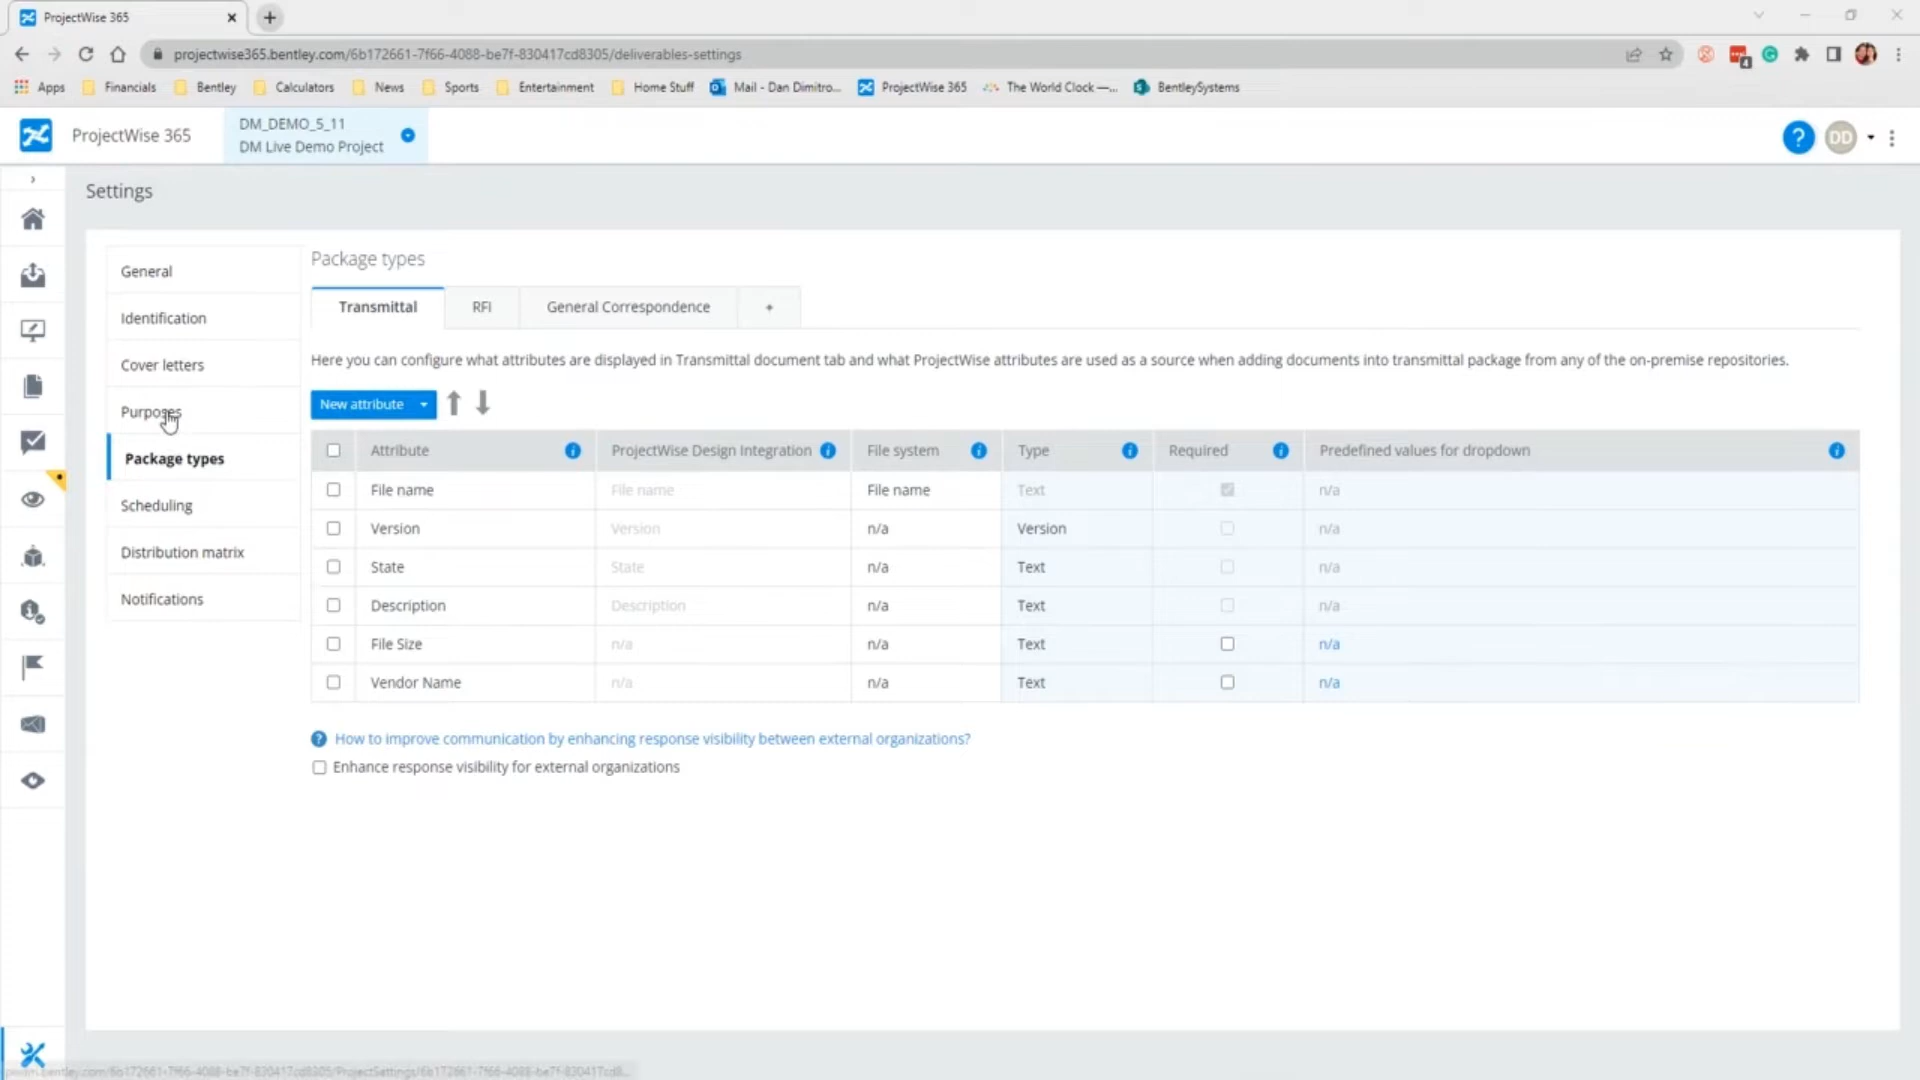 ProjectWise 365
projectwise365.bentley.com/6b172661-7f66-4088-be7f-830417cd8305/deliverables-settings
4
Apps
Financials
Bentley
Calculators
News
Sports
Entertainment
Home Stuff
Mail - Dan Dimitro...
ProjectWise 365
The World Clock —...
BentleySystems
ProjectWise 365
DM_DEMO_5_11
DM Live Demo Project
?
DD
Settings
General
Identification
Cover letters
Purposes
Package types
Scheduling
Distribution matrix
Notifications
Package types
Transmittal RFI General Correspondence +
Here you can configure what attributes are displayed in Transmittal document tab and what ProjectWise attributes are used as a source when adding documents into transmittal package from any of the on-premise repositories.
New attribute
Attribute ProjectWise Design Integration File system Type Required Predefined values for dropdown
File name File name File name Text n/a
Version Version n/a Version n/a
State State n/a Text n/a
Description Description n/a Text n/a
File Size n/a n/a Text n/a
Vendor Name n/a n/a Text n/a
? How to improve communication by enhancing response visibility between external organizations?
Enhance response visibility for external organizations